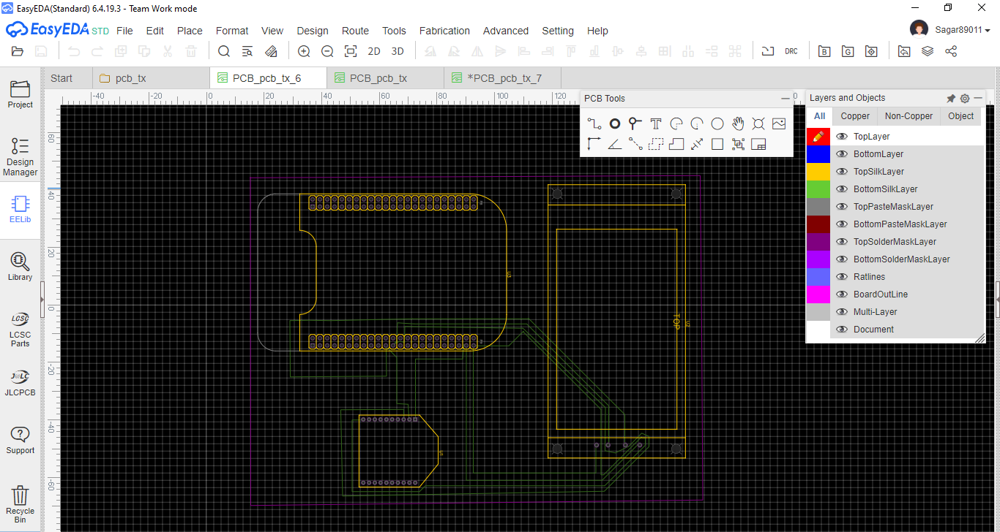 EasyEDA(Standard) 6.4.19.3 - Team Work mode
EasyEDA STD File Edit Place Format View Design Route Tools Fabrication Advanced Setting Help Sagar89011
2D 3D DRC B G
Start pcb_tx PCB_pcb_tx_6 PCB_pcb_tx *PCB_pcb_tx_7
-40 -20 0 20 40 60 80 100 120
PCB Tools
T
Layers and Objects
All Copper Non-Copper Object
TopLayer
BottomLayer
TopSilkLayer
BottomSilkLayer
TopPasteMaskLayer
BottomPasteMaskLayer
TopSolderMaskLayer
BottomSolderMaskLayer
Ratlines
BoardOutLine
Multi-Layer
Document
Project
Design
Manager
EELib
Library
LCSC
LCSC
Parts
J@LC
JLCPCB
Support
Recycle
Bin
60
40
20
0
-20
-40
-60
TOP